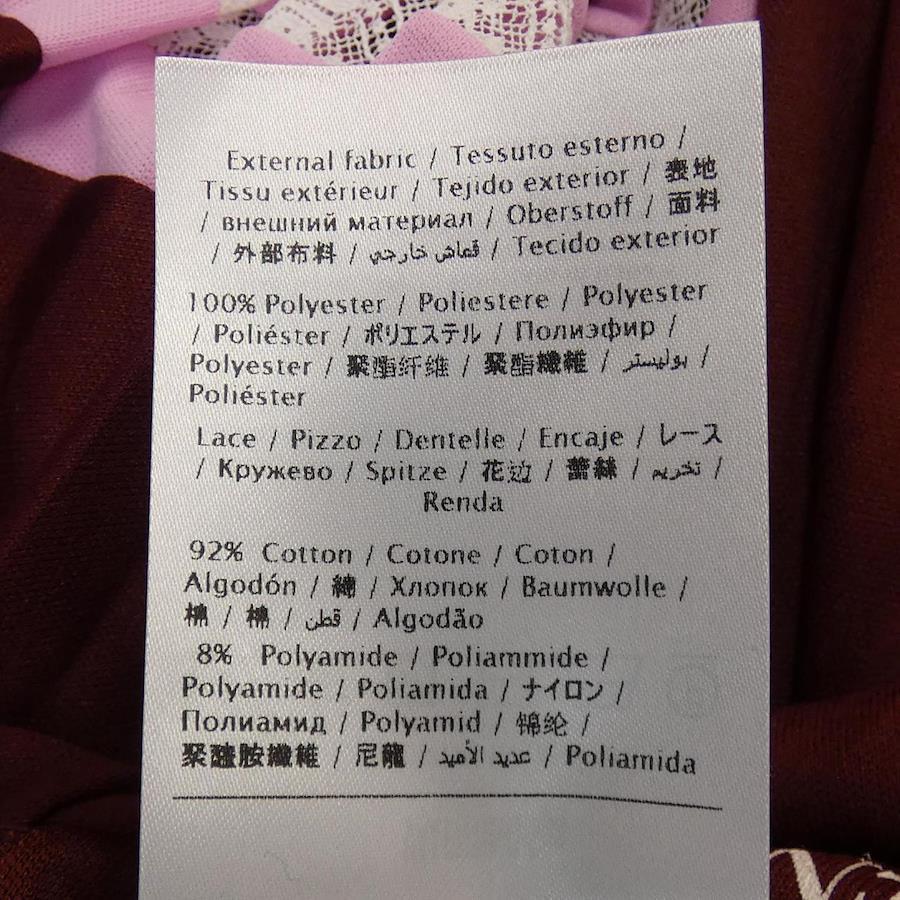 External fabric / Tessuto esterno /
Tissu extérieur / Tejido exterior / 表地
/ внешний материал / Oberstoff / 面料
/ 外部布料 / قماش خارجي / Tecido exterior
100% Polyester / Poliestere / Polyester
/ Poliéster / ポリエステル / Полиэфир /
Polyester / 聚酯纤维 / 聚酯纖維 / بوليستر /
Poliéster
Lace / Pizzo / Dentelle / Encaje / レース
/ Кружево / Spitze / 花边 / 蕾絲 / تخريم /
Renda
92% Cotton / Cotone / Coton /
Algodón / 綿 / Хлопок / Baumwolle /
棉 / 棉 / قطن / Algodão
8% Polyamide / Poliammide /
Polyamide / Poliamida / ナイロン /
Полиамид / Polyamid / 锦纶 /
聚醯胺纖維 / 尼龍 / عديد الأميد / Poliamida